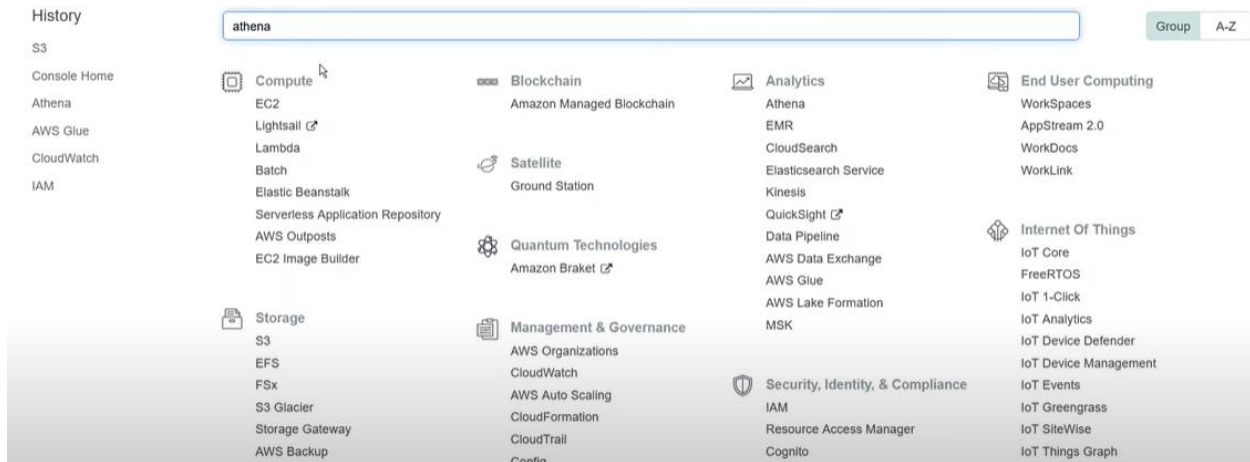 History
S3
Console Home
Athena
AWS Glue
CloudWatch
IAM
athena
Group
A-Z
Compute
EC2
Lightsail
Lambda
Batch
Elastic Beanstalk
Serverless Application Repository
AWS Outposts
EC2 Image Builder
Storage
S3
EFS
FSx
S3 Glacier
Storage Gateway
AWS Backup
Blockchain
Amazon Managed Blockchain
Satellite
Ground Station
Quantum Technologies
Amazon Braket
Management & Governance
AWS Organizations
CloudWatch
AWS Auto Scaling
CloudFormation
CloudTrail
Config
Analytics
Athena
EMR
CloudSearch
Elasticsearch Service
Kinesis
QuickSight
Data Pipeline
AWS Data Exchange
AWS Glue
AWS Lake Formation
MSK
Security, Identity, & Compliance
IAM
Resource Access Manager
Cognito
End User Computing
WorkSpaces
AppStream 2.0
WorkDocs
WorkLink
Internet Of Things
IoT Core
FreeRTOS
IoT 1-Click
IoT Analytics
IoT Device Defender
IoT Device Management
IoT Events
IoT Greengrass
IoT SiteWise
IoT Things Graph